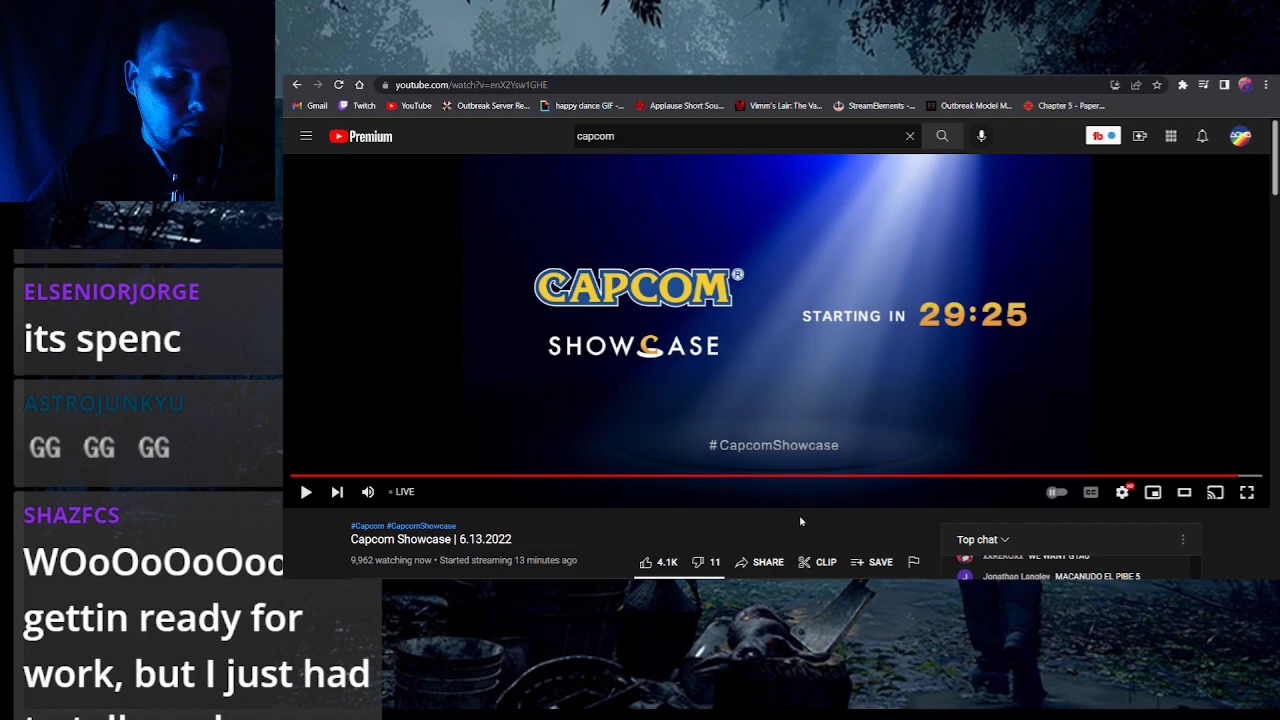 youtube.com/watch?v=enX2Ysw1GHE
Gmail Twitch YouTube Outbreak Server Re... happy dance GIF -... Applause Short Sou... Vimm's Lair: The Va... StreamElements -... Outbreak Model M... Chapter 5 - Paper...
Premium
capcom
fb
CAPCOM®
SHOWCASE
STARTING IN 29:25
#CapcomShowcase
LIVE
#Capcom #CapcomShowcase
Capcom Showcase | 6.13.2022
9,962 watching now • Started streaming 13 minutes ago
4.1K 11 SHARE CLIP SAVE
Top chat
WE WANT GTA6
Jonathan Langley MACANUDO EL PIBE 5
ELSENIORJORGE
its spenc
ASTROJUNKYU
GG GG GG
SHAZFCS
WOoOoOoOoo
gettin ready for
work, but I just had